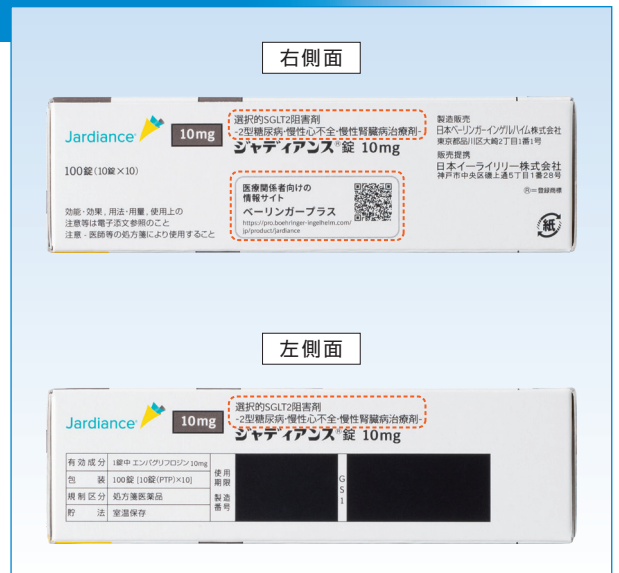 右側面
Jardiance®
10mg
選択的SGLT2阻害剤
-2型糖尿病・慢性心不全・慢性腎臓病治療剤-
ジャディアンス®錠 10mg
100錠(10錠×10)
効能・効果、用法・用量、使用上の
注意等は電子添文参照のこと
注意-医師等の処方箋により使用すること
医療関係者向けの
情報サイト
ベーリンガープラス
https://pro.boehringer-ingelheim.com/
jp/product/jardiance
製造販売
日本ベーリンガーインゲルハイム株式会社
東京都品川区大崎2丁目1番1号
販売提携
日本イーライリリー株式会社
神戸市中央区磯上通5丁目1番28号
®=登録商標
紙
左側面
Jardiance®
10mg
選択的SGLT2阻害剤
-2型糖尿病・慢性心不全・慢性腎臓病治療剤-
ジャディアンス®錠 10mg
有効成分 1錠中 エンパグリフロジン10mg
包装 100錠 [10錠(PTP)×10]
規制区分 処方箋医薬品
貯法 室温保存
使用
期限
製造
番号
GS1